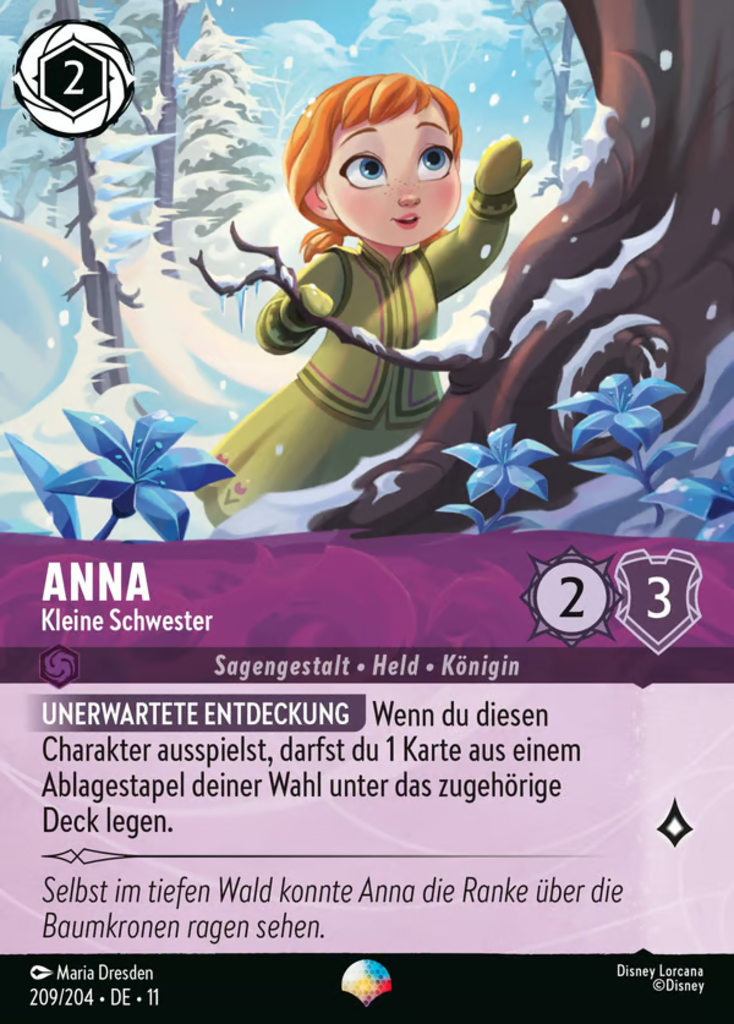 2
ANNA
Kleine Schwester
2
3
Sagengestalt • Held • Königin
UNERWARTETE ENTDECKUNG Wenn du diesen
Charakter ausspielst, darfst du 1 Karte aus einem
Ablagestapel deiner Wahl unter das zugehörige
Deck legen.
Selbst im tiefen Wald konnte Anna die Ranke über die
Baumkronen ragen sehen.
Maria Dresden
209/204 • DE • 11
Disney Lorcana
©Disney